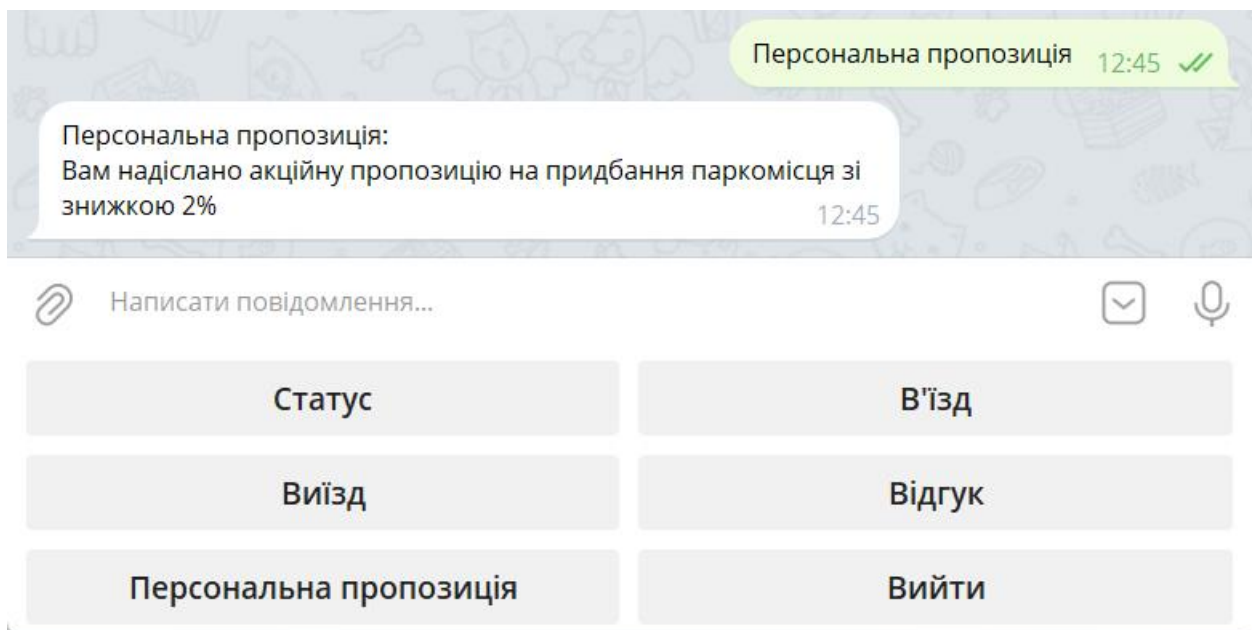 Персональна пропозиція 12:45
Персональна пропозиція:
Вам надіслано акційну пропозицію на придбання паркомісця зі
знижкою 2% 12:45
Написати повідомлення...
Статус В'їзд
Виїзд Відгук
Персональна пропозиція Вийти